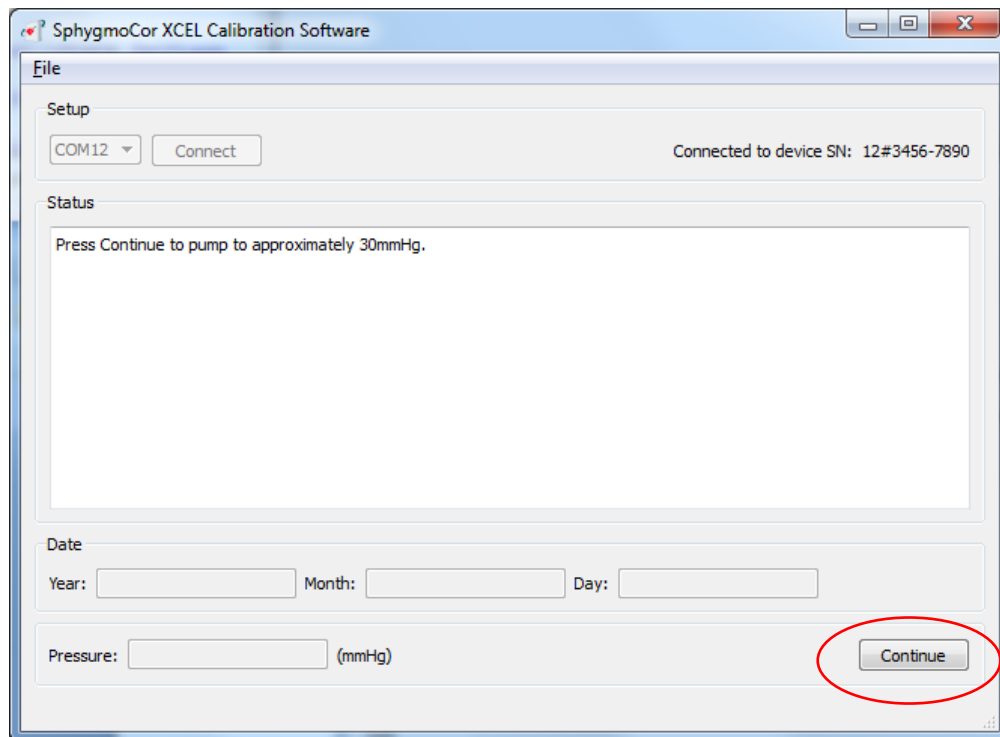 SphygmoCor XCEL Calibration Software
File
Setup
COM12 Connect Connected to device SN: 12#3456-7890
Status
Press Continue to pump to approximately 30mmHg.
Date
Year: Month: Day:
Pressure: (mmHg) Continue